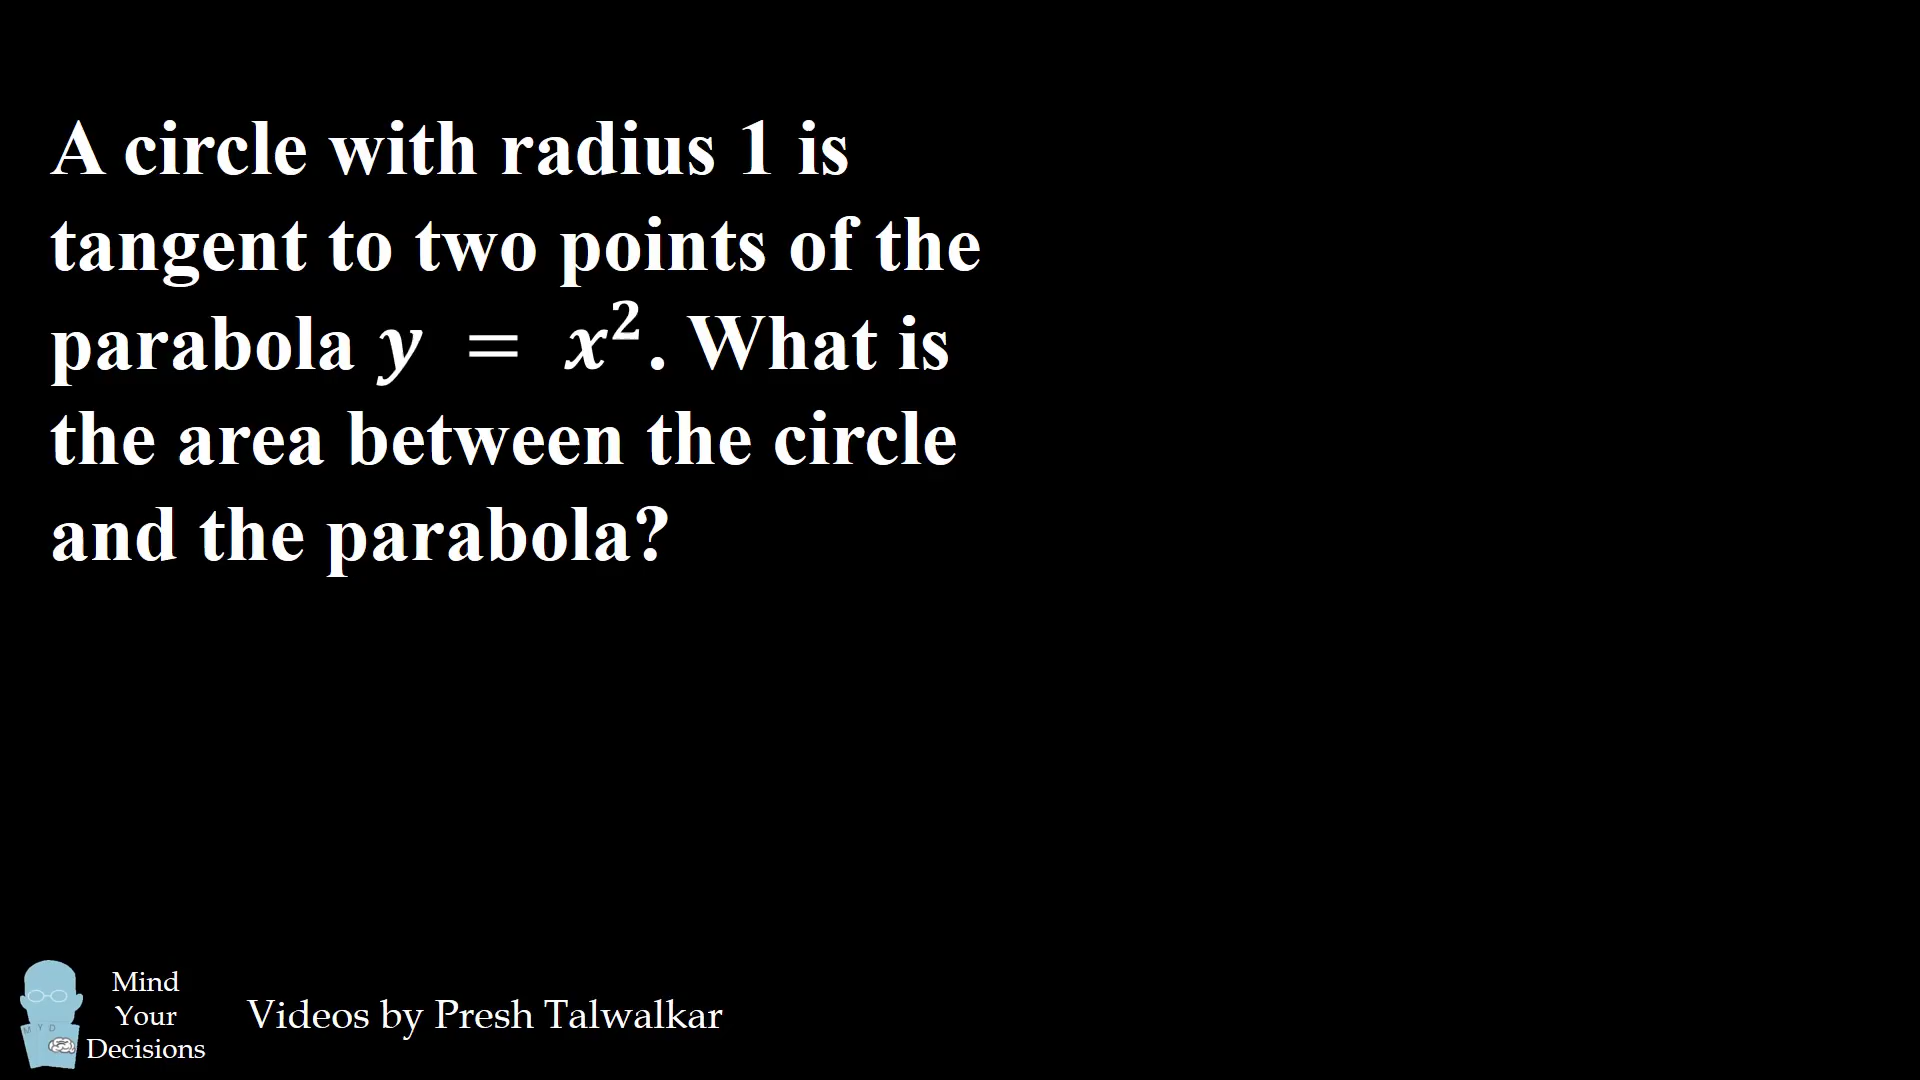 A circle with radius 1 is
tangent to two points of the
parabola y = x². What is
the area between the circle
and the parabola?
M Y D
Mind
Your
Decisions
Videos by Presh Talwalkar